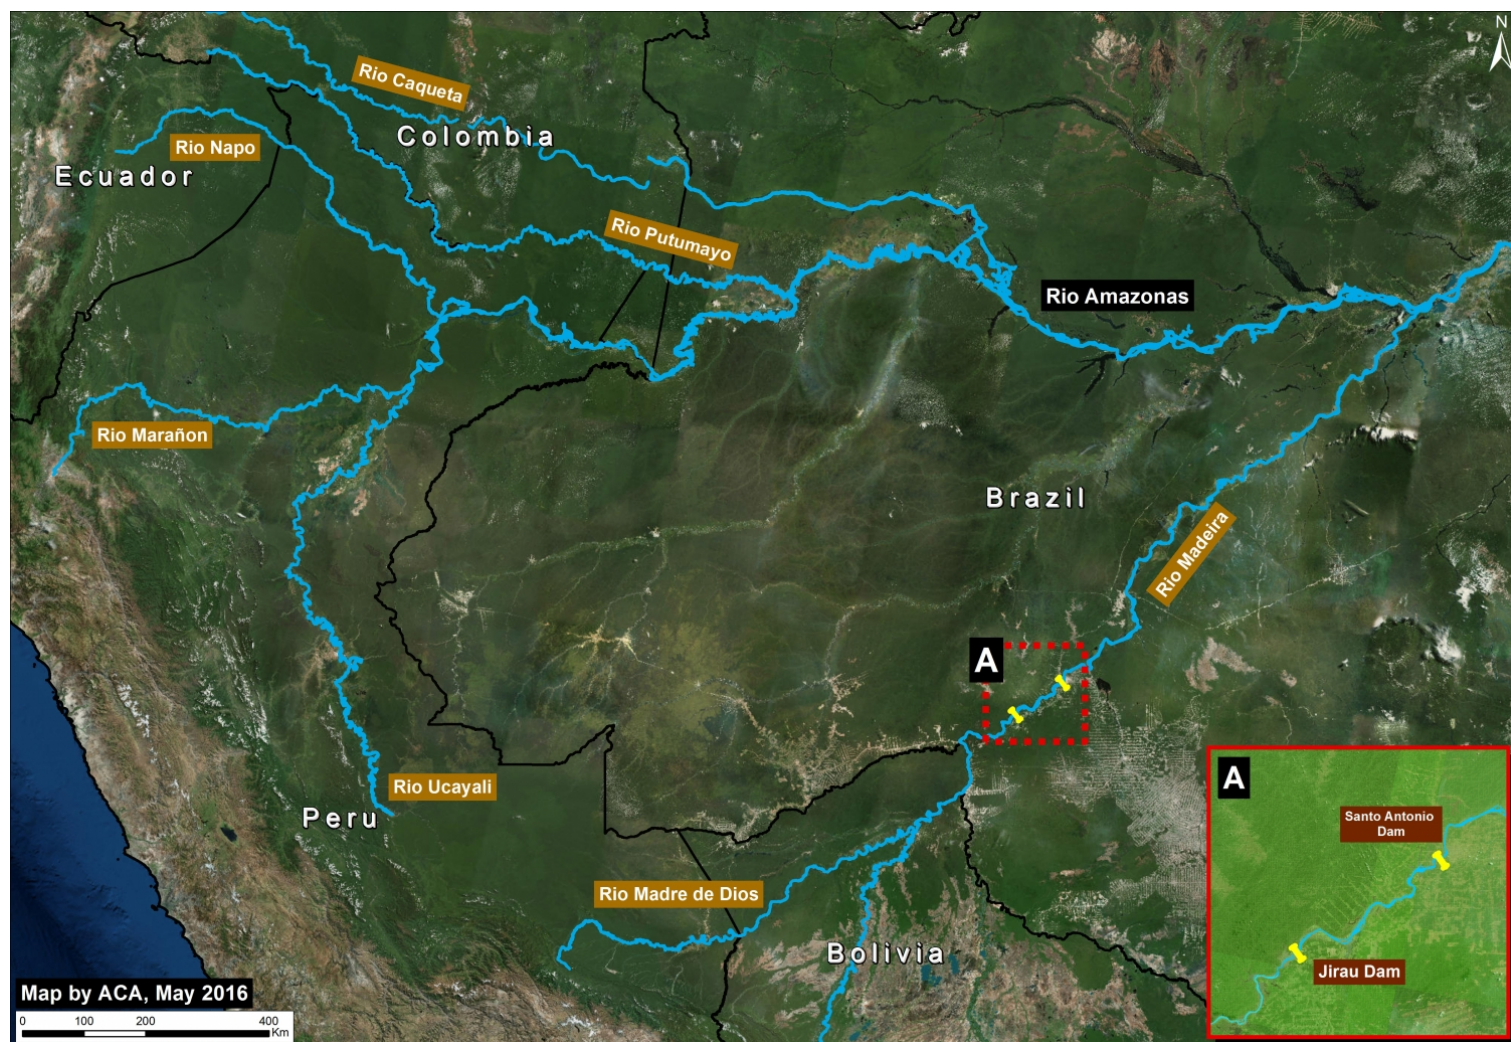 N
Rio Caqueta
Colombia
Rio Napo
Ecuador
Rio Putumayo
Rio Amazonas
Rio Marañon
Brazil
Rio Madeira
A
Rio Ucayali
Peru
A
Santo Antonio
Dam
Rio Madre de Dios
Bolivia
Jirau Dam
Map by ACA, May 2016
0 100 200 400
Km